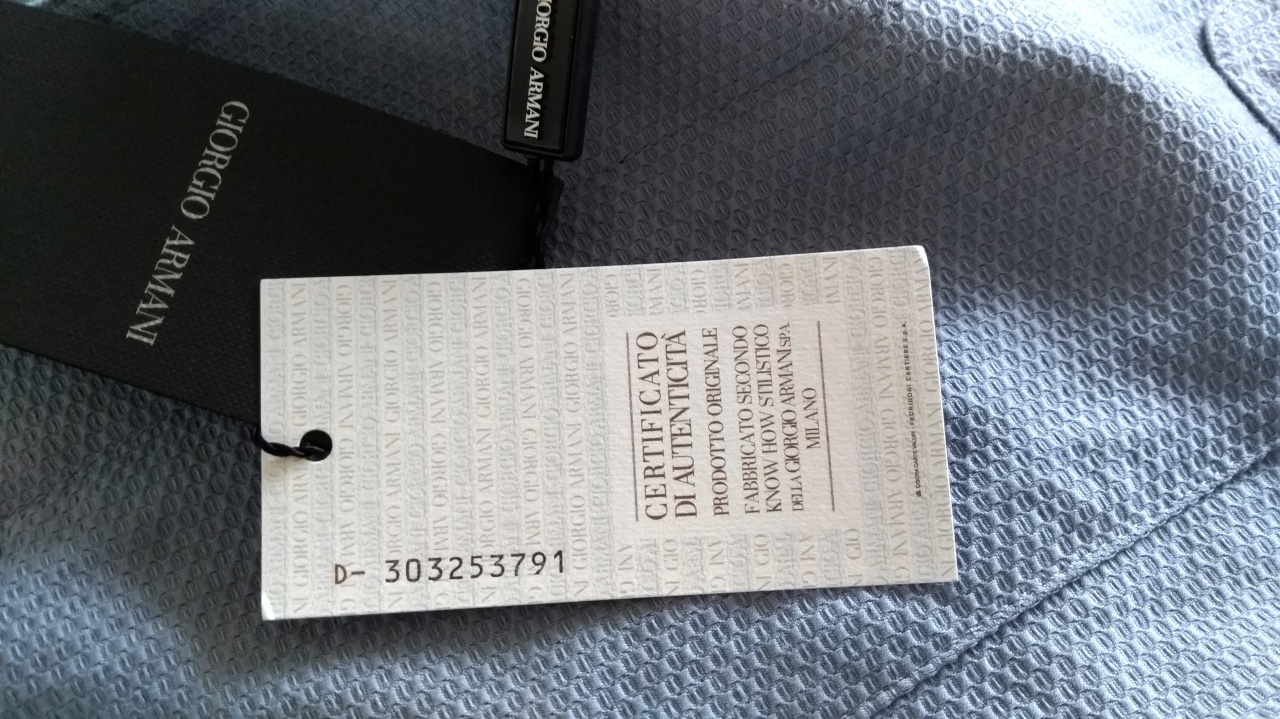 GIORGIO ARMANI
GIORGIO ARMANI
CERTIFICATO
DI AUTENTICITÀ
PRODOTTO ORIGINALE
FABBRICATO SECONDO
KNOW HOW STILISTICO
DELLA GIORGIO ARMANI SPA
MILANO
D- 303253791